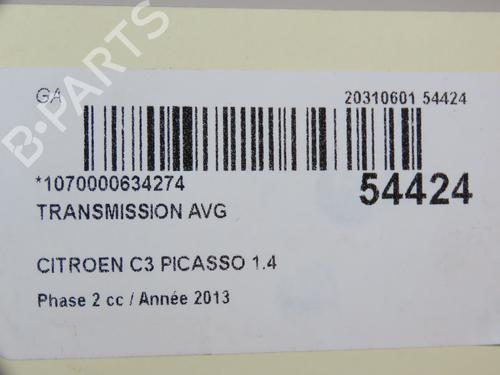 GA 20310601 54424
*1070000634274 54424
TRANSMISSION AVG
CITROEN C3 PICASSO 1.4
Phase 2 cc / Année 2013
B-PARTS